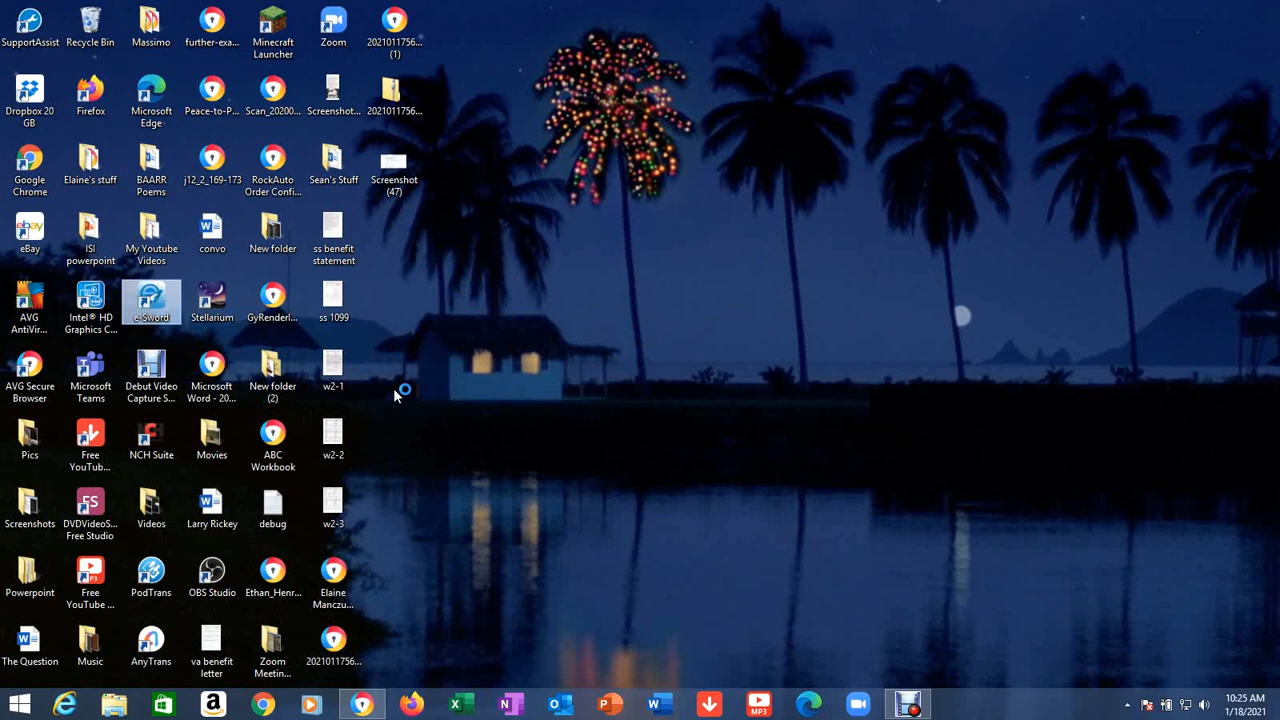 SupportAssist
Recycle Bin
Massimo
further-exa...
Minecraft
Launcher
Zoom
2021011756...
(1)
Dropbox 20
GB
Firefox
Microsoft
Edge
Peace-to-P...
Scan_20200...
Screenshot...
2021011756...
Google
Chrome
Elaine's stuff
BAARR
Poems
j12_2_169-173
RockAuto
Order Confi...
Sean's Stuff
Screenshot
(47)
ebay
eBay
ISI
powerpoint
My Youtube
Videos
convo
New folder
ss benefit
statement
AVG
AntiVir...
Intel® HD
Graphics C...
e-Sword
Stellarium
GyRenderI...
ss 1099
AVG Secure
Browser
Microsoft
Teams
Debut Video
Capture S...
Microsoft
Word - 20...
New folder
(2)
w2-1
Pics
Free
YouTub...
NCH Suite
Movies
ABC
Workbook
w2-2
Screenshots
FS
DVDVideoS...
Free Studio
Videos
Larry Rickey
debug
w2-3
Powerpoint
MP3
Free
YouTube ...
PodTrans
OBS Studio
Ethan_Henr...
Elaine
Manczu...
The Question
Music
AnyTrans
va benefit
letter
Zoom
Meetin...
2021011756...
MP3
10:25 AM
1/18/2021